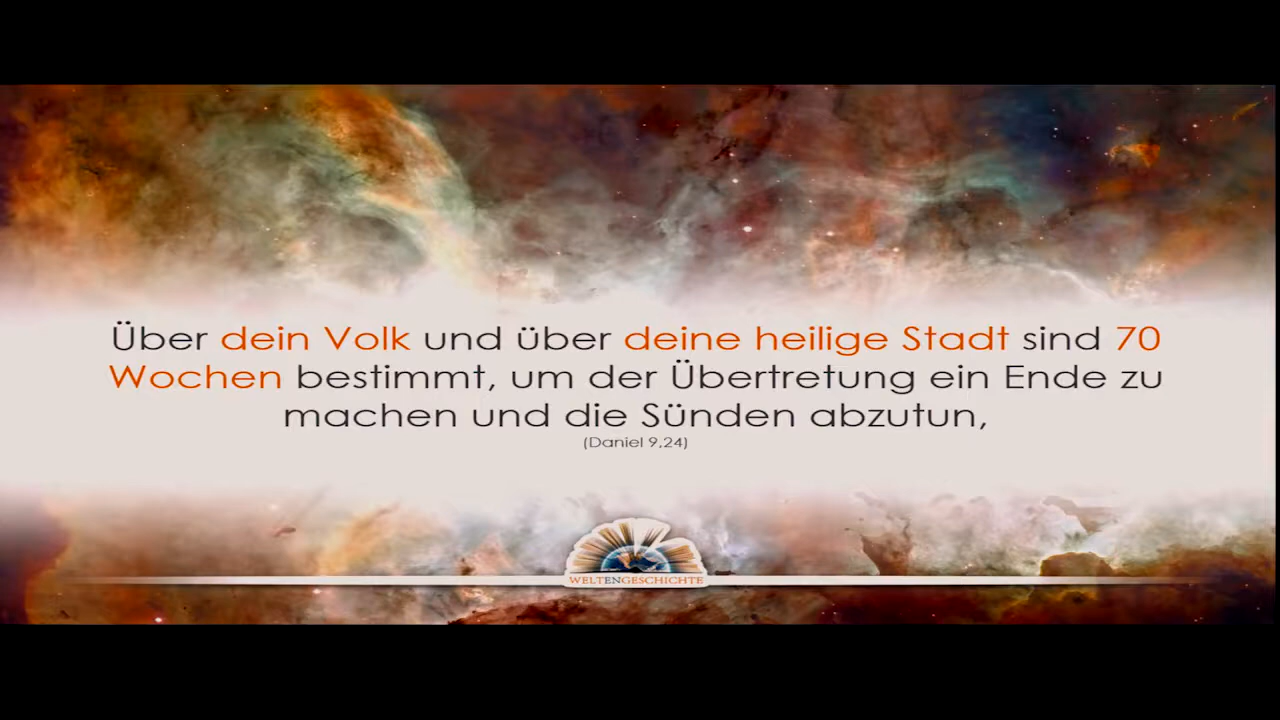 Über dein Volk und über deine heilige Stadt sind 70
Wochen bestimmt, um der Übertretung ein Ende zu
machen und die Sünden abzutun,
(Daniel 9,24)
WELTENGESCHICHTE